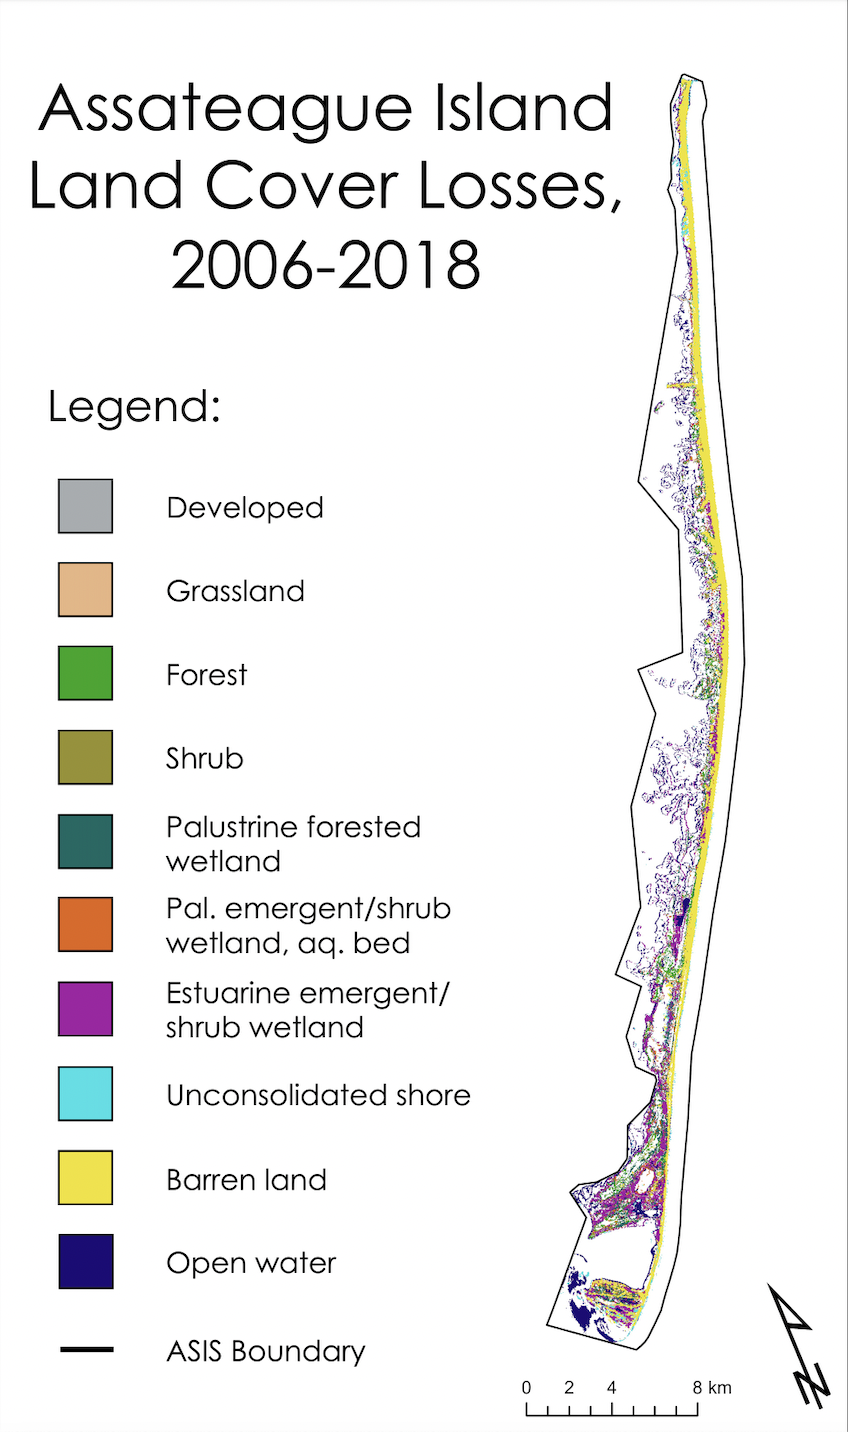 Assateague Island
Land Cover Losses,
2006-2018
Legend:
Developed
Grassland
Forest
Shrub
Palustrine forested
wetland
Pal. emergent/shrub
wetland, aq. bed
Estuarine emergent/
shrub wetland
Unconsolidated shore
Barren land
Open water
ASIS Boundary
0 2 4 8 km
N